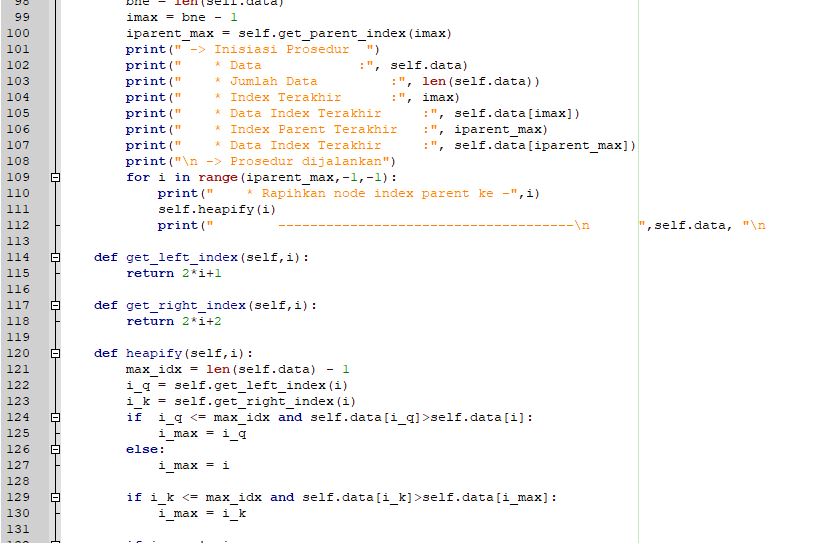 98             bne = len(self.data)
99             imax = bne - 1
100            iparent_max = self.get_parent_index(imax)
101            print(" -> Inisiasi Prosedur  ")
102            print("    * Data            :", self.data)
103            print("    * Jumlah Data         :", len(self.data))
104            print("    * Index Terakhir      :", imax)
105            print("    * Data Index Terakhir     :", self.data[imax])
106            print("    * Index Parent Terakhir   :", iparent_max)
107            print("    * Data Index Terakhir     :", self.data[iparent_max])
108            print("\n -> Prosedur dijalankan")
109            for i in range(iparent_max,-1,-1):
110                print("    * Rapihkan node index parent ke -",i)
111                self.heapify(i)
112                print("        -------------------------------------\n      ",self.data, "\n
113
114        def get_left_index(self,i):
115            return 2*i+1
116
117        def get_right_index(self,i):
118            return 2*i+2
119
120        def heapify(self,i):
121            max_idx = len(self.data) - 1
122            i_q = self.get_left_index(i)
123            i_k = self.get_right_index(i)
124            if  i_q <= max_idx and self.data[i_q]>self.data[i]:
125                i_max = i_q
126            else:
127                i_max = i
128
129            if i_k <= max_idx and self.data[i_k]>self.data[i_max]:
130                i_max = i_k
131